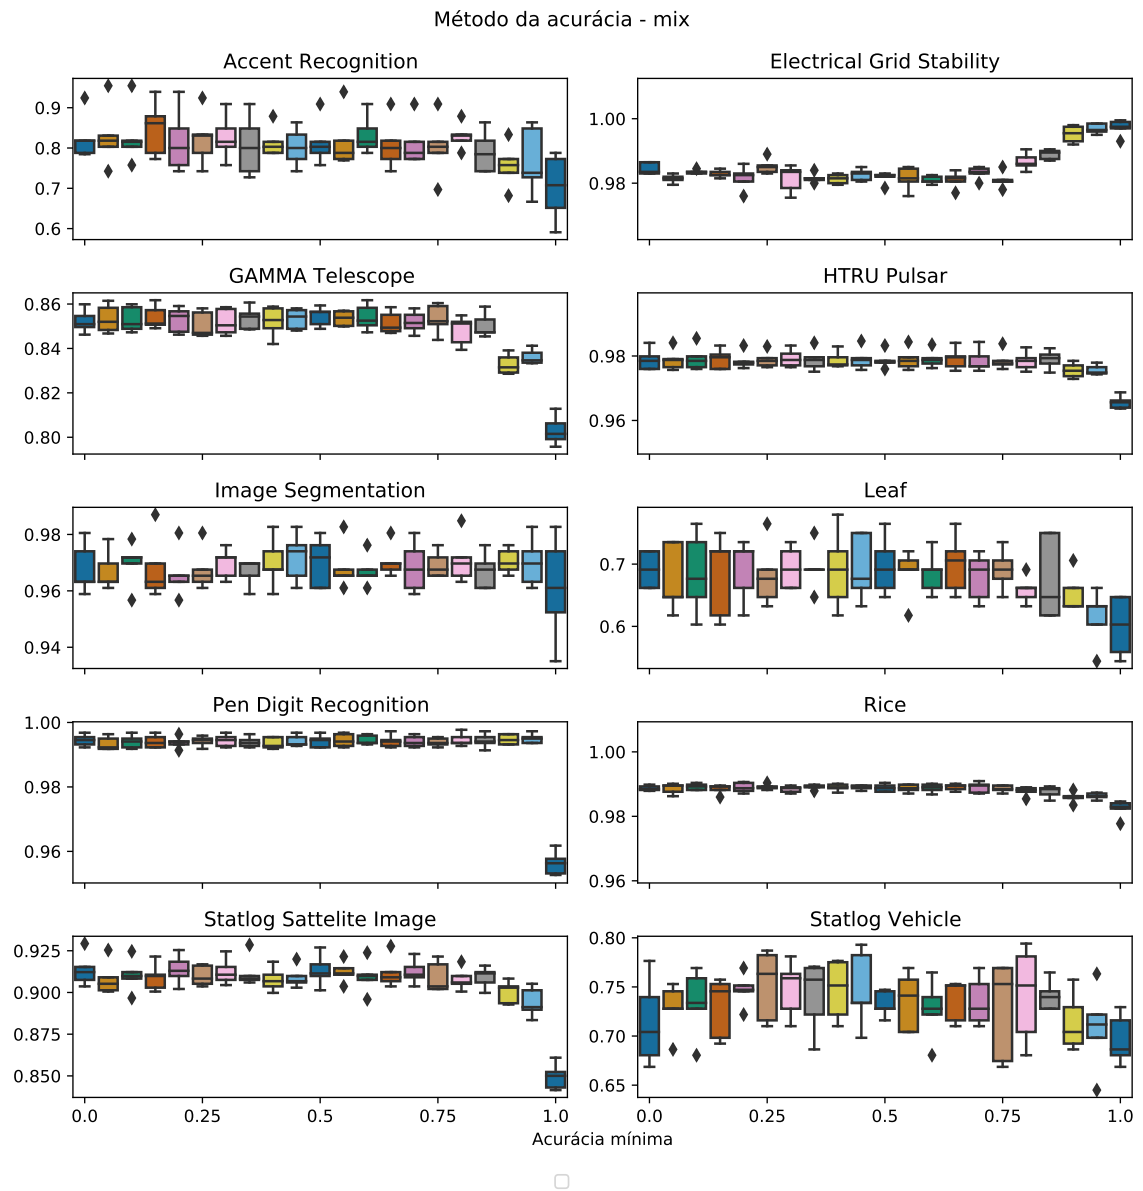 Método da acurácia - mix
Accent Recognition
0.9
0.8
0.7
0.6
Electrical Grid Stability
1.00
0.98
GAMMA Telescope
0.86
0.84
0.82
0.80
HTRU Pulsar
0.98
0.96
Image Segmentation
0.98
0.96
0.94
Leaf
0.7
0.6
Pen Digit Recognition
1.00
0.98
0.96
Rice
1.00
0.98
0.96
Statlog Sattelite Image
0.925
0.900
0.875
0.850
0.0 0.25 0.5 0.75 1.0
Statlog Vehicle
0.80
0.75
0.70
0.65
0.0 0.25 0.5 0.75 1.0
Acurácia mínima